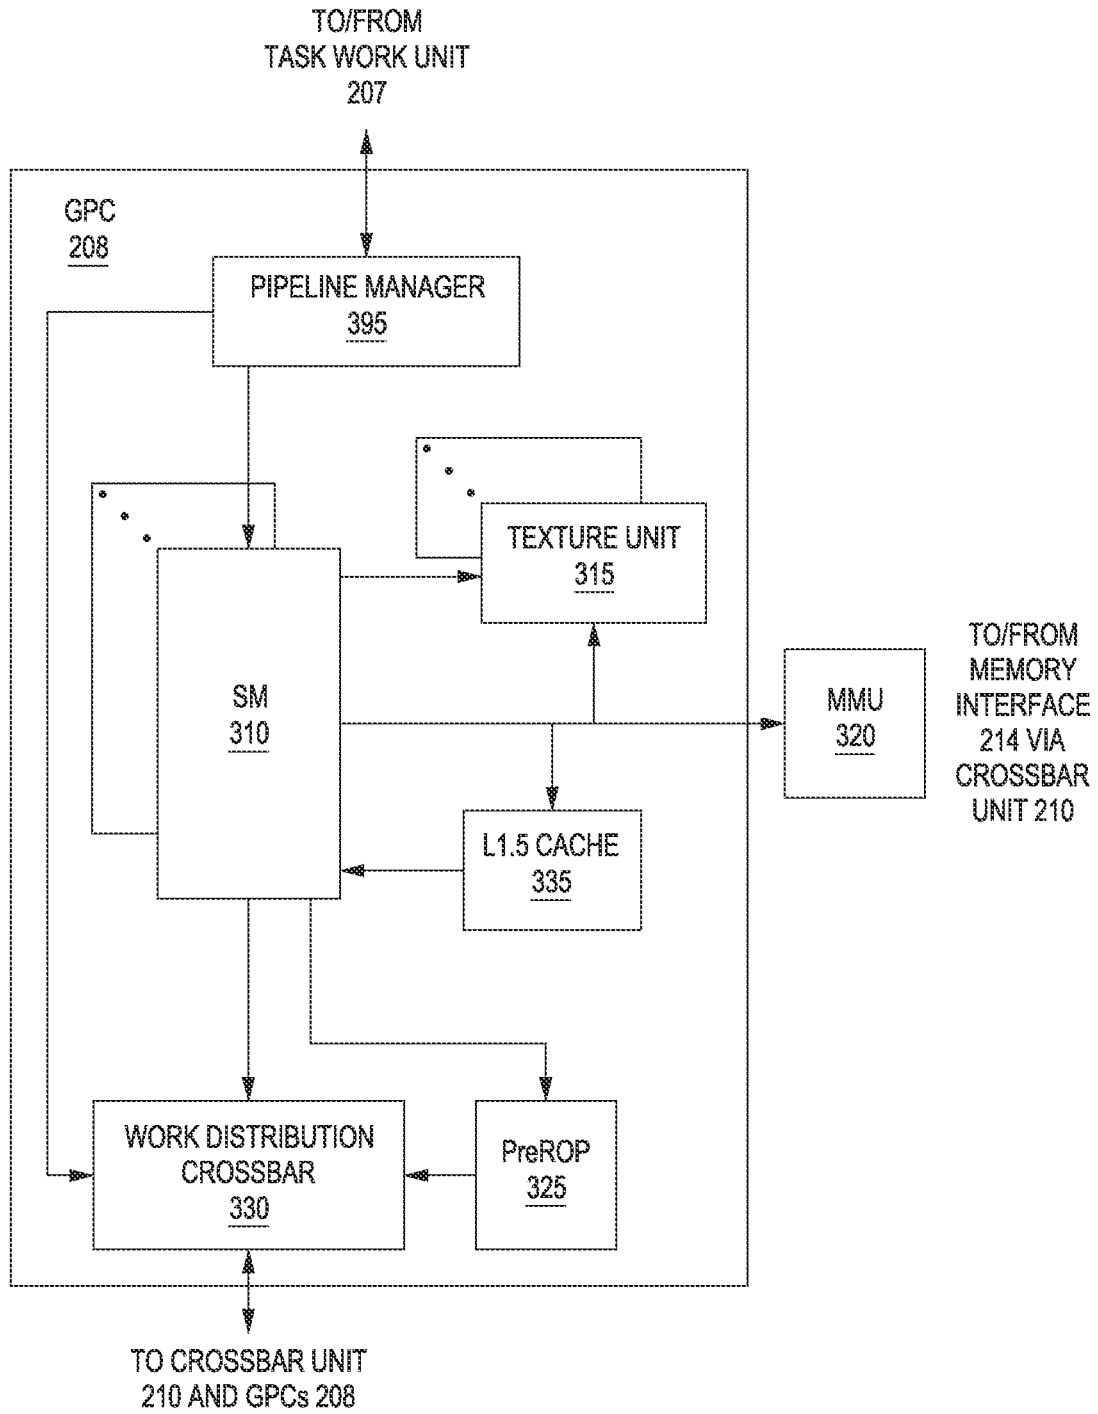 TO/FROM
TASK WORK UNIT
207
GPC
208
PIPELINE MANAGER
395
TEXTURE UNIT
315
SM
310
MMU
320
TO/FROM
MEMORY
INTERFACE
214 VIA
CROSSBAR
UNIT 210
L1.5 CACHE
335
WORK DISTRIBUTION
CROSSBAR
330
PreROP
325
TO CROSSBAR UNIT
210 AND GPCs 208